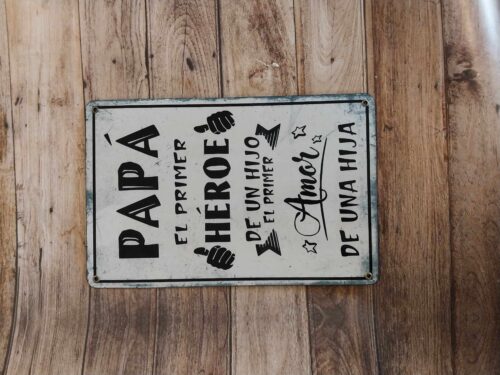 PAPÁ
EL PRIMER
HÉROE
DE UN HIJO
EL PRIMER
Amor
DE UNA HIJA